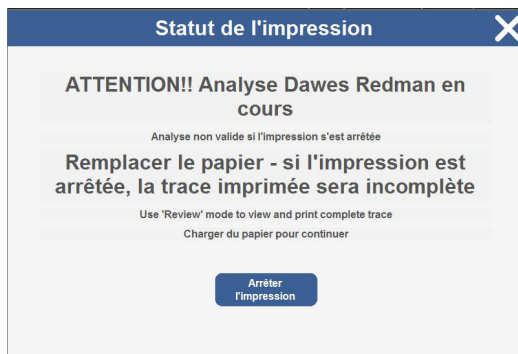 Statut de l'impression
ATTENTION!! Analyse Dawes Redman en
cours
Analyse non valide si l'impression s'est arrêtée
Remplacer le papier - si l'impression est
arrêtée, la trace imprimée sera incomplète
Use 'Review' mode to view and print complete trace
Charger du papier pour continuer
Arrêter
l'impression